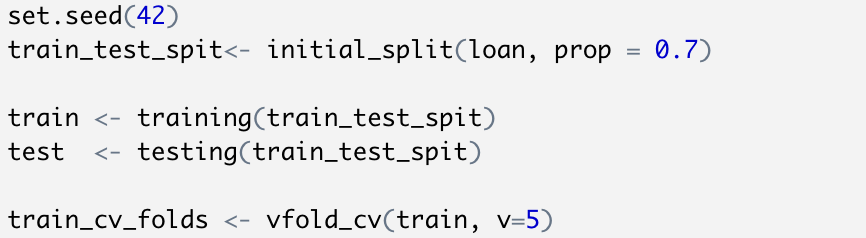 set.seed(42)
train_test_spit<- initial_split(loan, prop = 0.7)
train <- training(train_test_spit)
test  <- testing(train_test_spit)
train_cv_folds <- vfold_cv(train, v=5)